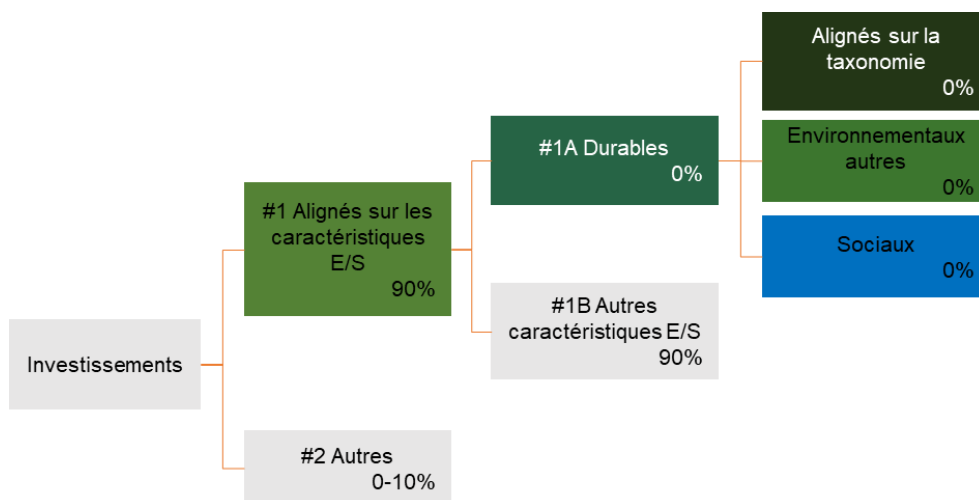 Investissements
#1 Alignés sur les
caractéristiques
E/S
90%
#2 Autres
0-10%
#1A Durables
0%
#1B Autres
caractéristiques E/S
90%
Alignés sur la
taxonomie
0%
Environnementaux
autres
0%
Sociaux
0%